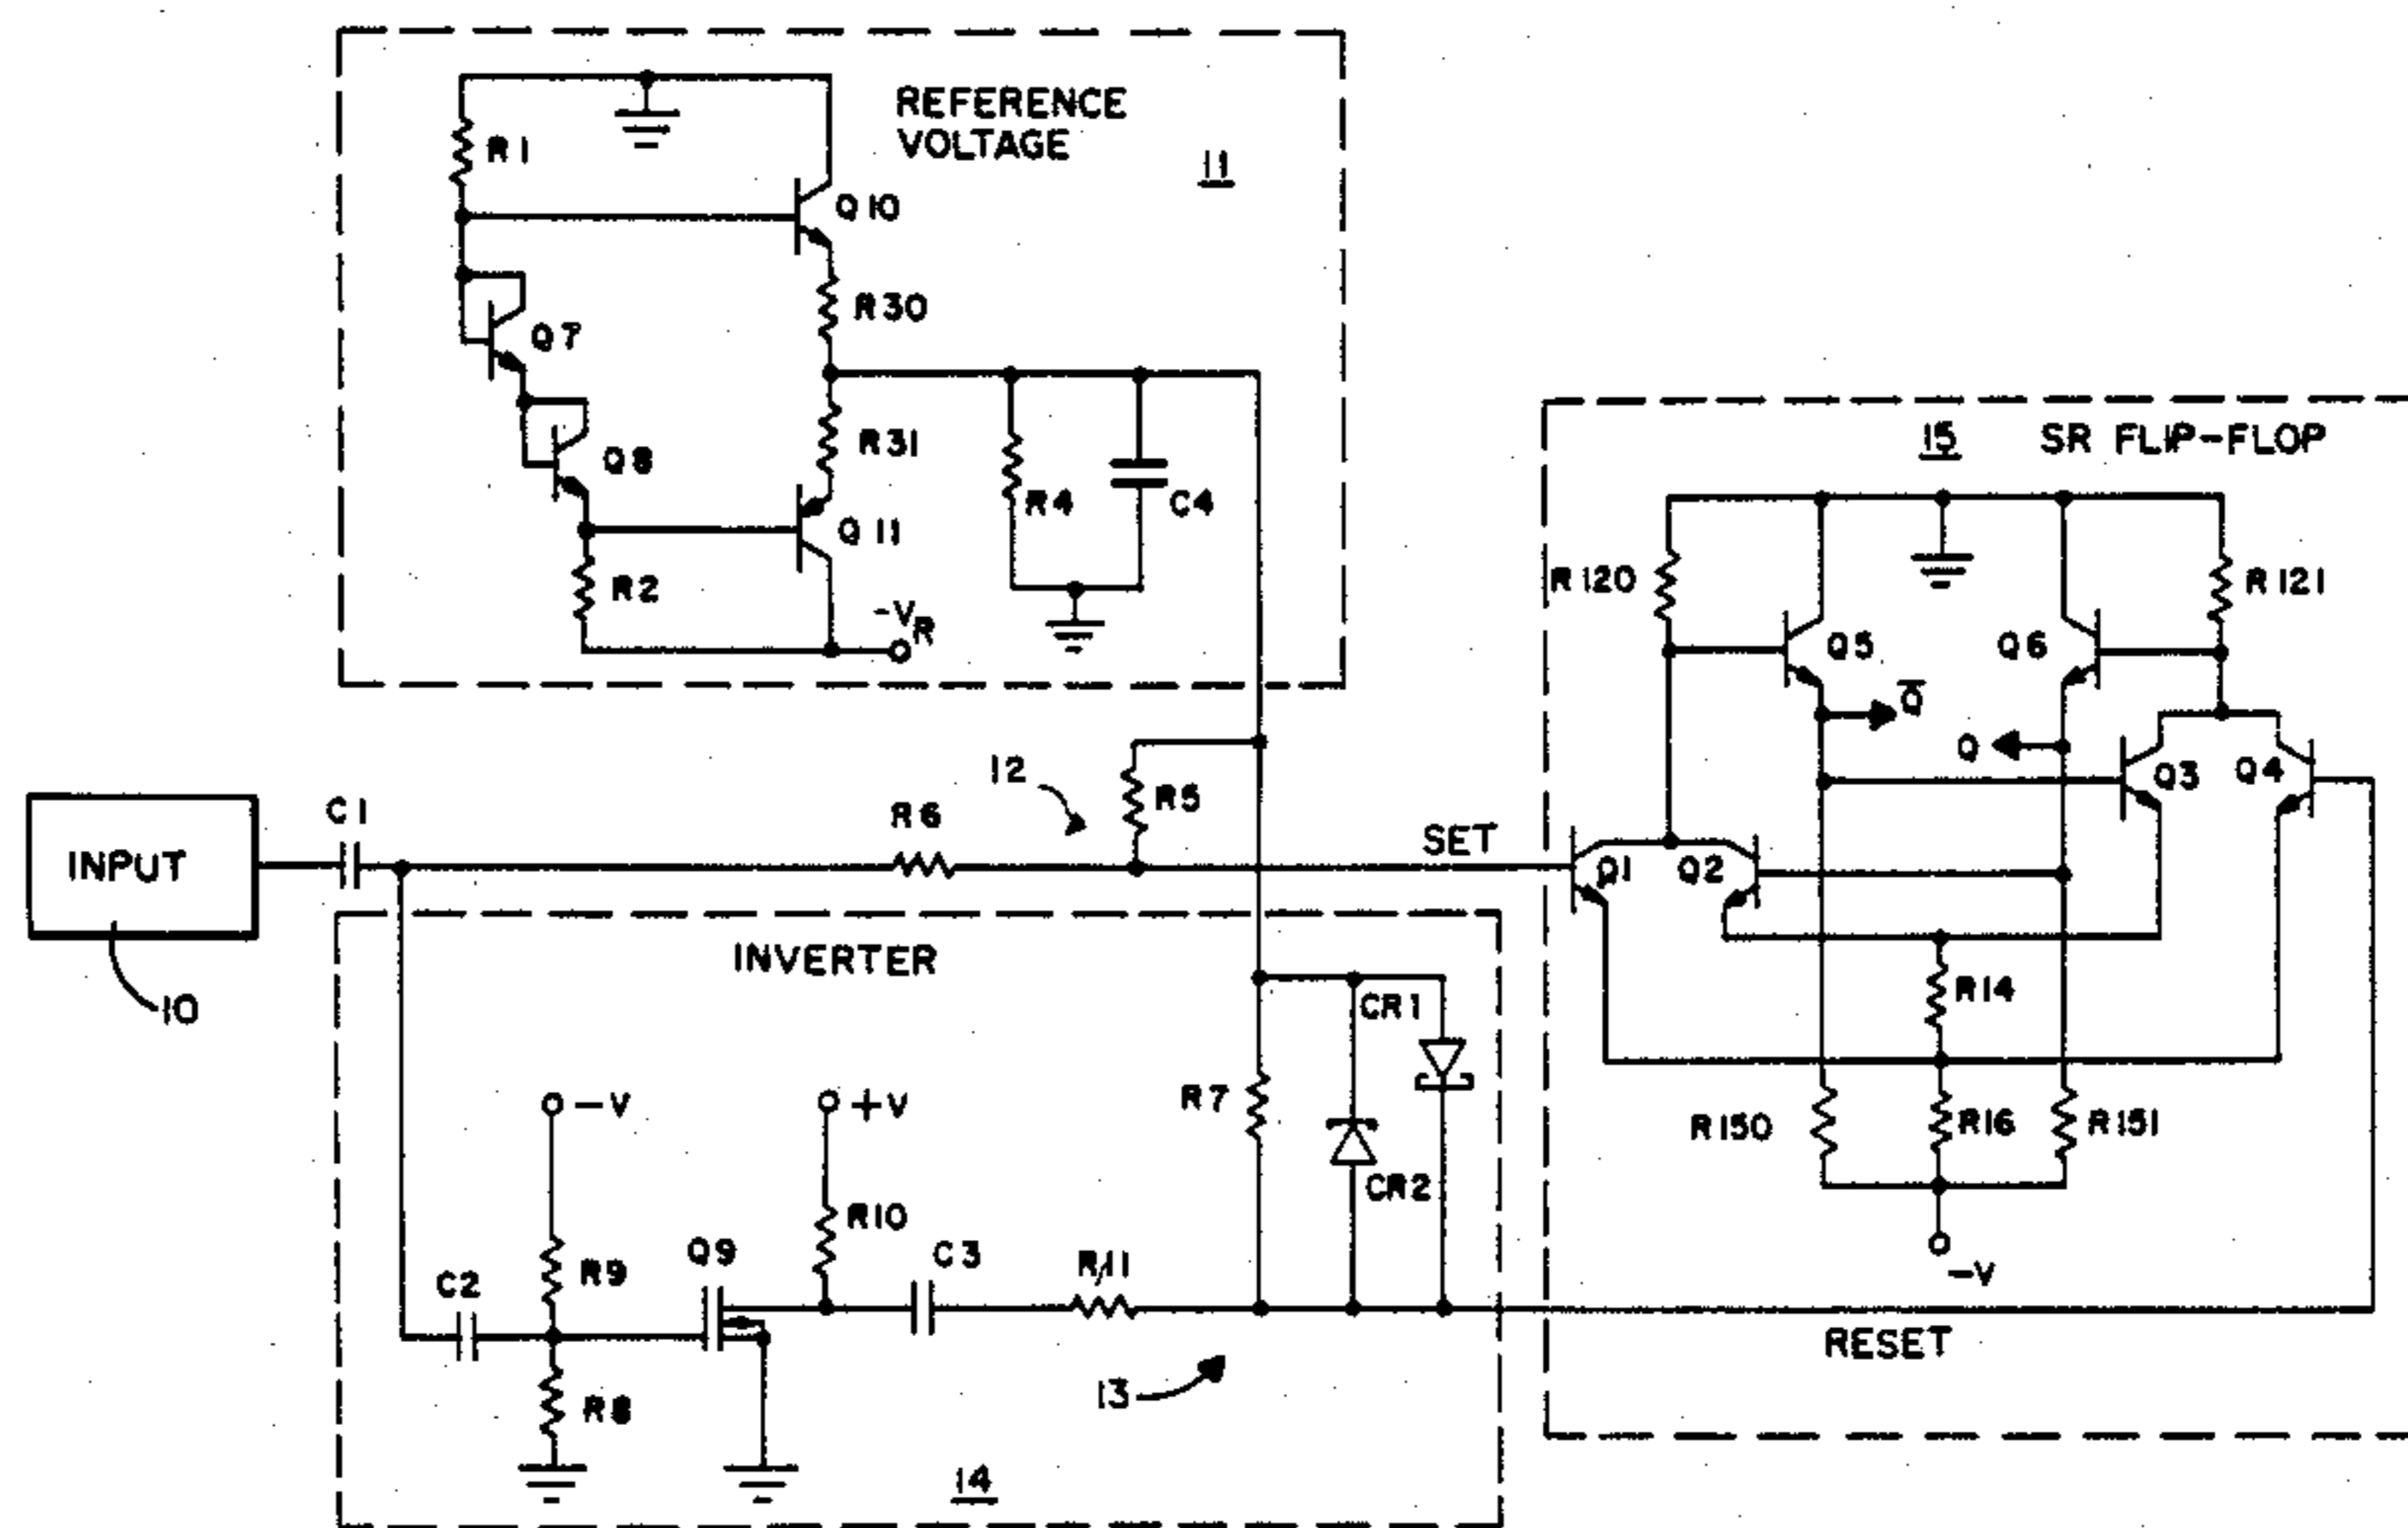 REFERENCE
VOLTAGE
11
R1
Q10
R30
Q7
Q8
R31
Q11
R4
C4
R2
-VR
15 SR FLIP-FLOP
R120
R121
Q5
Q6
Q̅
Q
Q3
Q4
12
R5
C1
R6
INPUT
SET
Q1
Q2
10
INVERTER
CR1
R14
-V
+V
R7
R150
R16
R151
CR2
R10
Q9
C3
R11
C2
R9
-V
RESET
R8
13
14